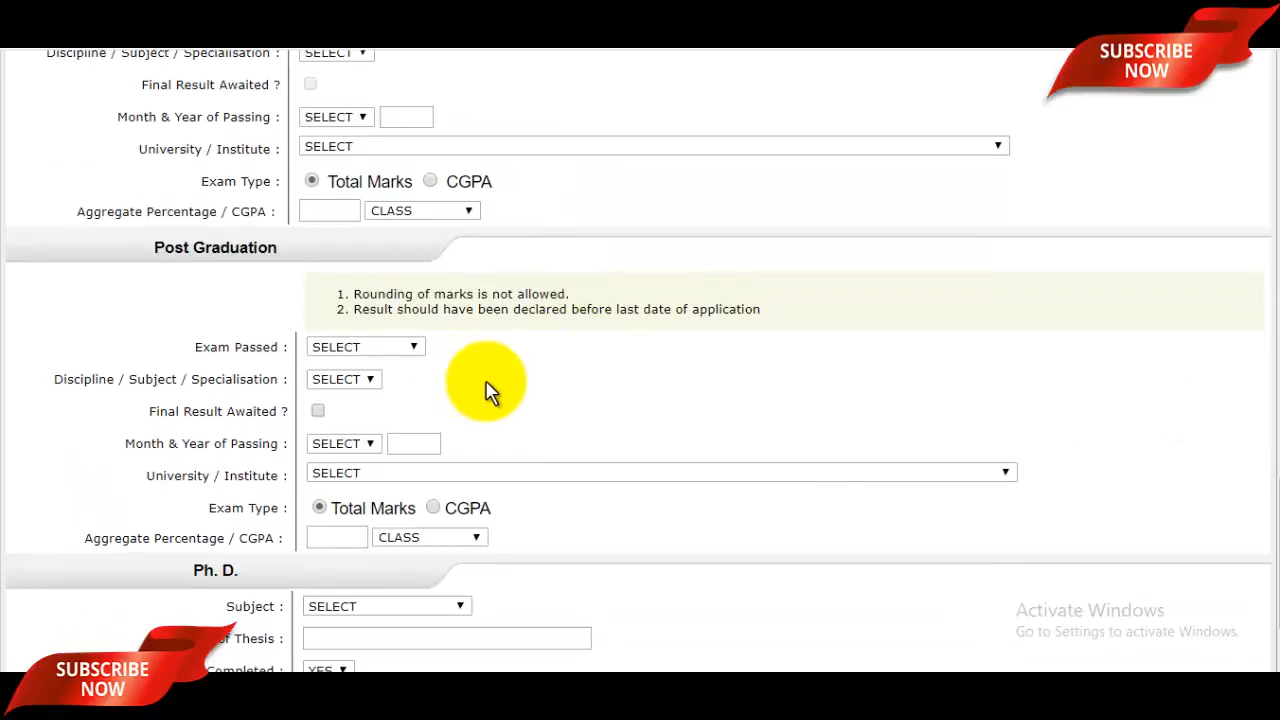 Discipline / Subject / Specialisation : SELECT
SUBSCRIBE
NOW
Final Result Awaited ?
Month & Year of Passing : SELECT
University / Institute : SELECT
Exam Type : Total Marks CGPA
Aggregate Percentage / CGPA : CLASS
Post Graduation
1. Rounding of marks is not allowed.
2. Result should have been declared before last date of application
Exam Passed : SELECT
Discipline / Subject / Specialisation : SELECT
Final Result Awaited ?
Month & Year of Passing : SELECT
University / Institute : SELECT
Exam Type : Total Marks CGPA
Aggregate Percentage / CGPA : CLASS
Ph. D.
Subject : SELECT
Activate Windows
Go to Settings to activate Windows.
of Thesis :
Completed : YES
SUBSCRIBE
NOW